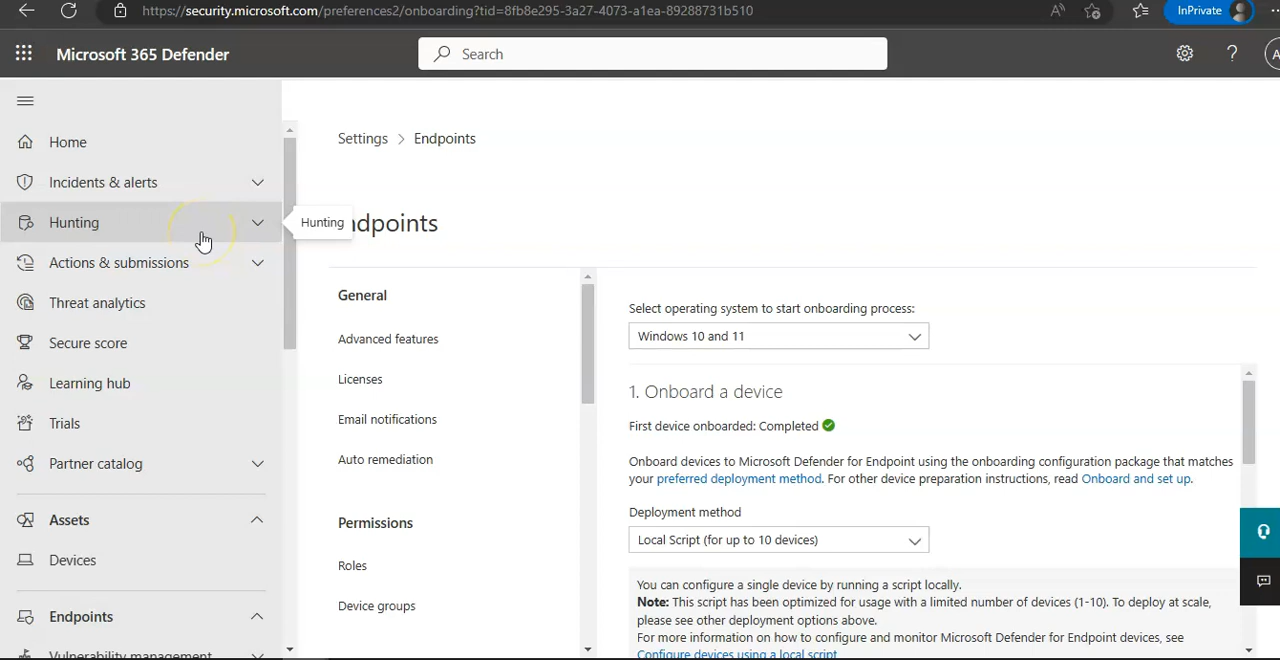 https://security.microsoft.com/preferences2/onboarding?tid=8fb8e295-3a27-4073-a1ea-89288731b510
InPrivate
Microsoft 365 Defender
Search
?
A
Home
Incidents & alerts
Hunting
Actions & submissions
Threat analytics
Secure score
Learning hub
Trials
Partner catalog
Assets
Devices
Endpoints
Vulnerability management
Hunting
Settings > Endpoints
ndpoints
General
Advanced features
Licenses
Email notifications
Auto remediation
Permissions
Roles
Device groups
Select operating system to start onboarding process:
Windows 10 and 11
1. Onboard a device
First device onboarded: Completed
Onboard devices to Microsoft Defender for Endpoint using the onboarding configuration package that matches
your preferred deployment method. For other device preparation instructions, read Onboard and set up.
Deployment method
Local Script (for up to 10 devices)
You can configure a single device by running a script locally.
Note: This script has been optimized for usage with a limited number of devices (1-10). To deploy at scale,
please see other deployment options above.
For more information on how to configure and monitor Microsoft Defender for Endpoint devices, see
Configure devices using a local script